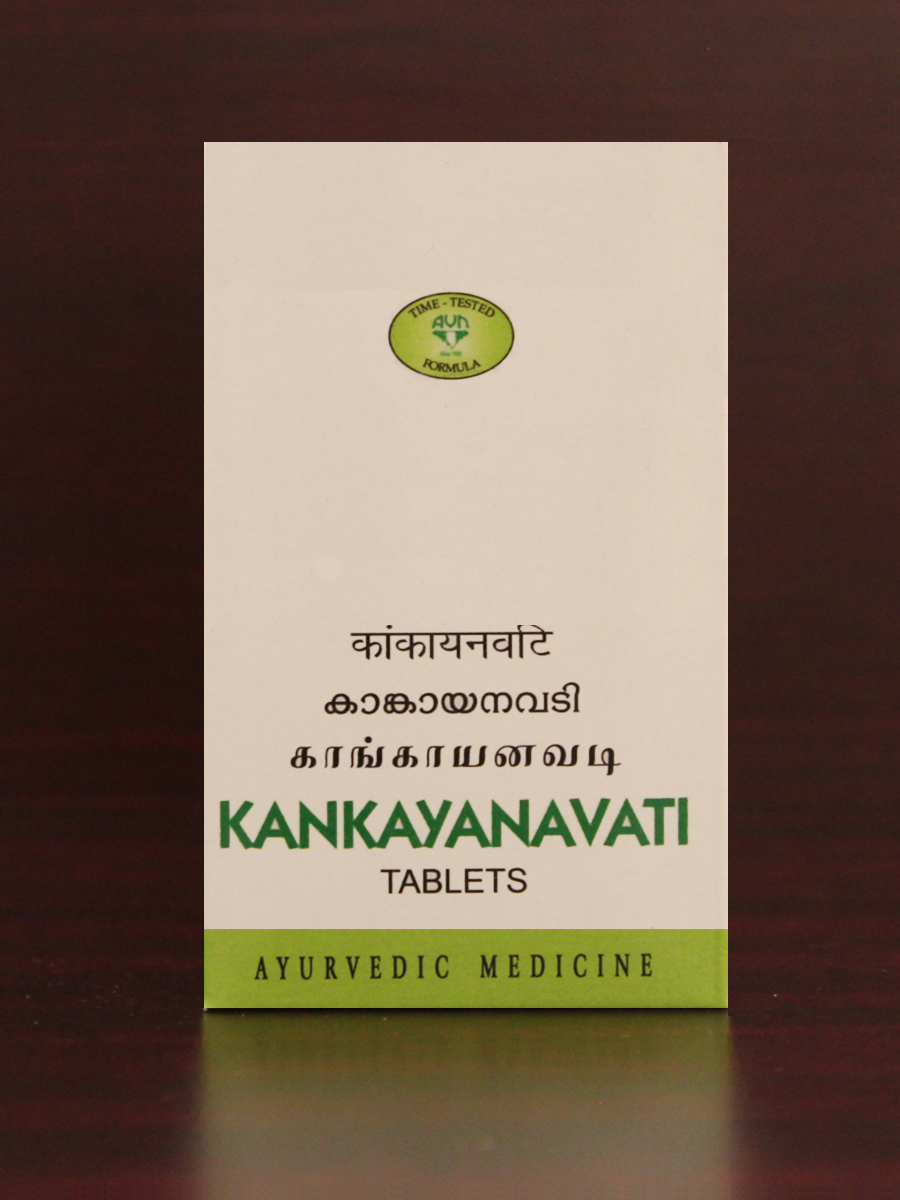 TIME - TESTED
AVN
FORMULA
कांकायनवटि
കാങ്കായനവടി
காங்காயனவடி
KANKAYANAVATI
TABLETS
AYURVEDIC MEDICINE